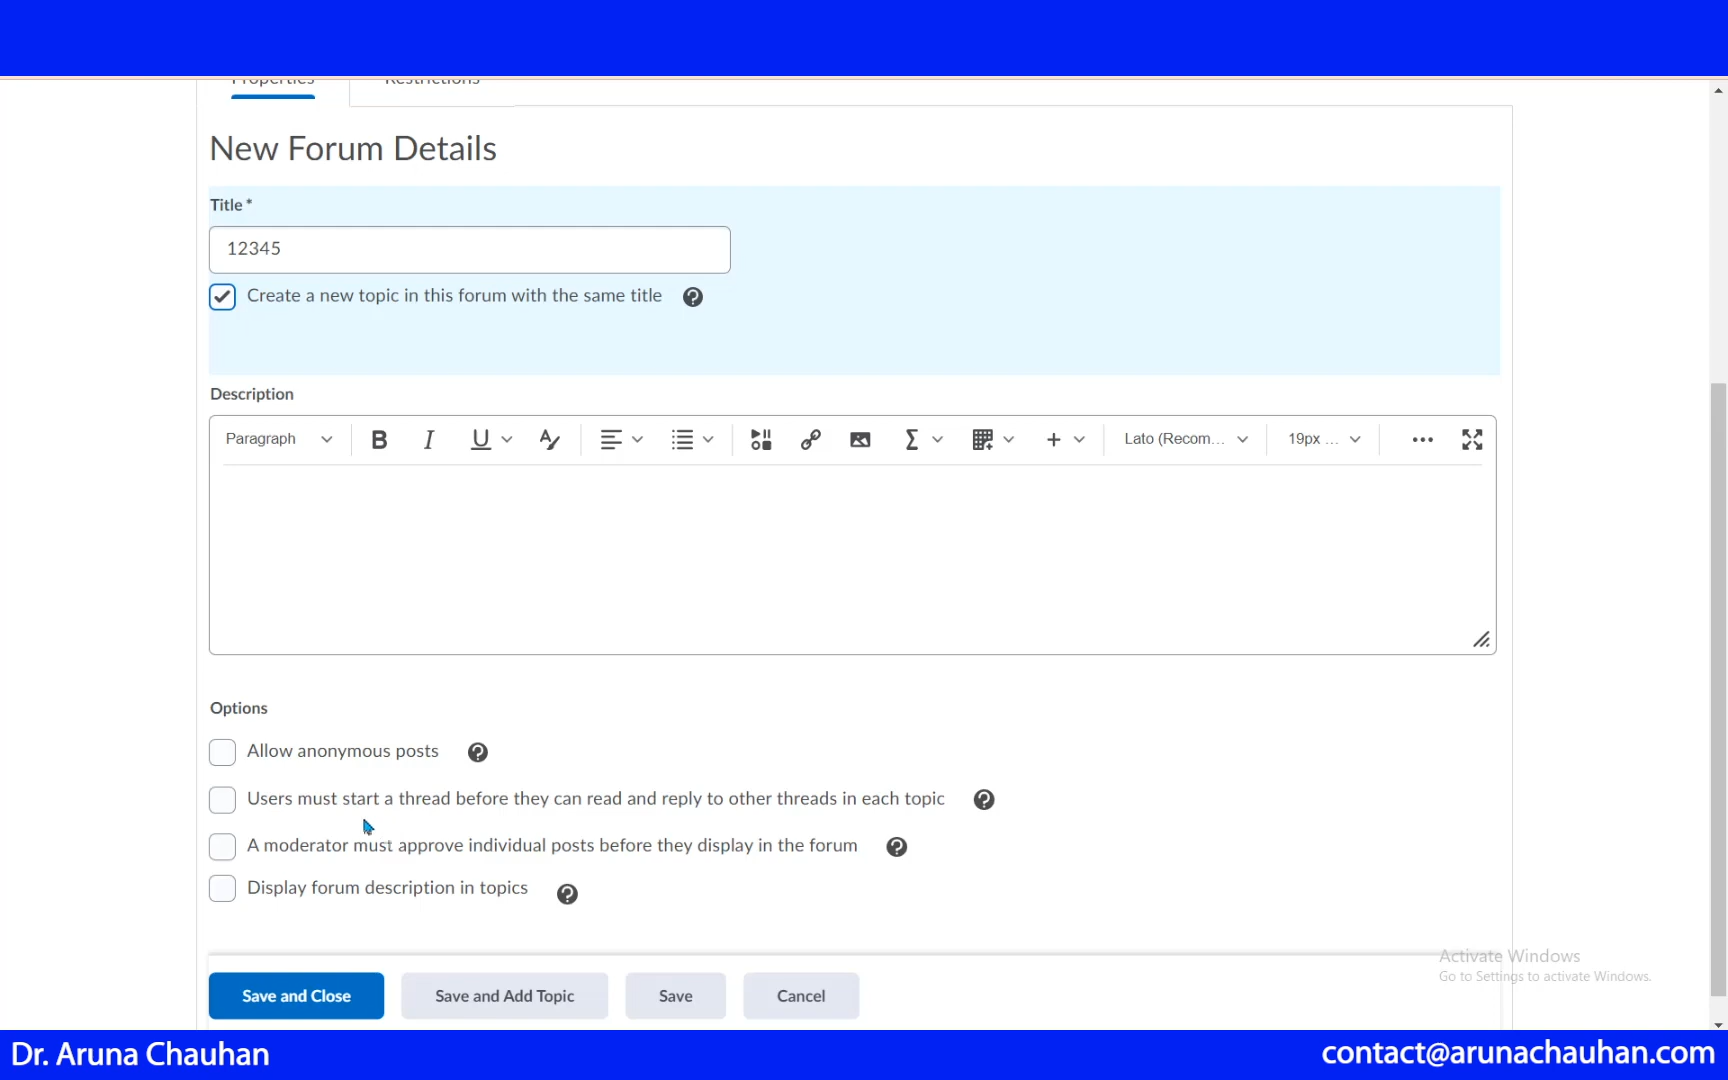 Properties Restrictions
New Forum Details
Title *
12345
Create a new topic in this forum with the same title
Description
Paragraph B I U Lato (Recom... 19px ...
Options
Allow anonymous posts
Users must start a thread before they can read and reply to other threads in each topic
A moderator must approve individual posts before they display in the forum
Display forum description in topics
Activate Windows
Go to Settings to activate Windows.
Save and Close Save and Add Topic Save Cancel
Dr. Aruna Chauhan contact@arunachauhan.com